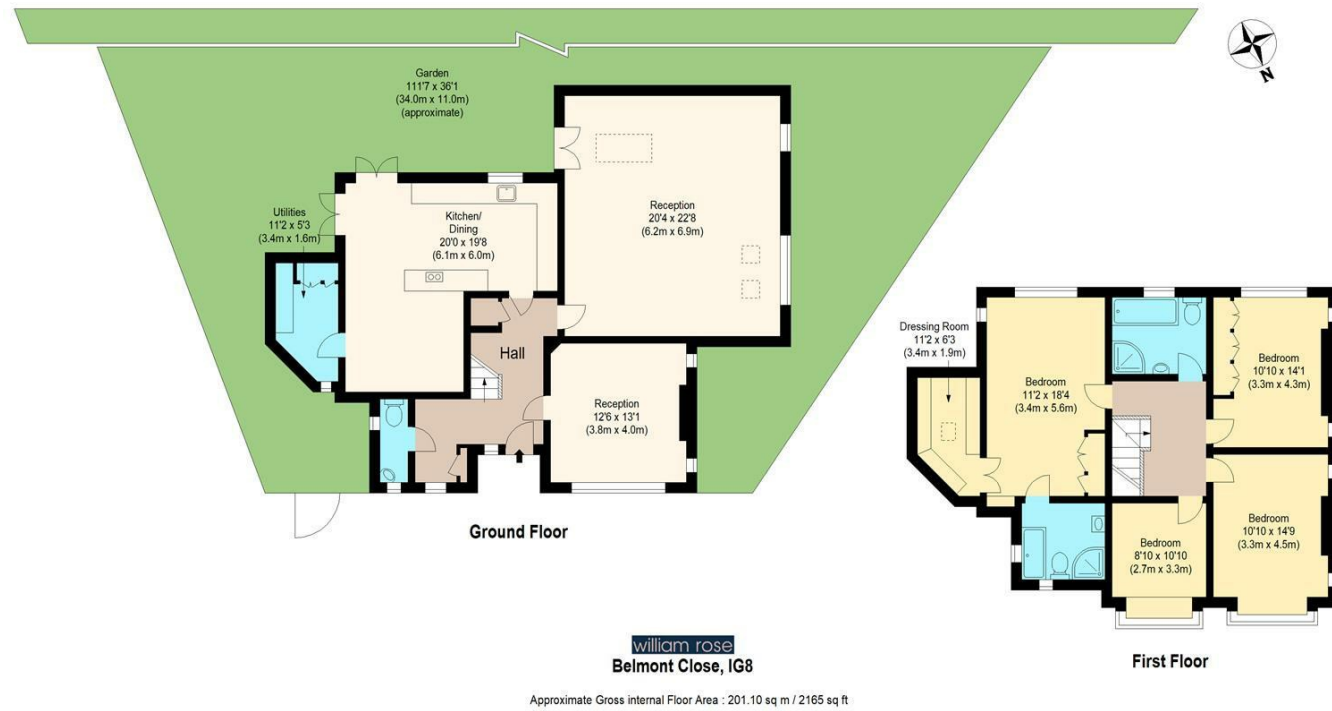 Garden
111'7 x 36'1
(34.0m x 11.0m)
(approximate)
N
Utilities
11'2 x 5'3
(3.4m x 1.6m)
Kitchen/
Dining
20'0 x 19'8
(6.1m x 6.0m)
Reception
20'4 x 22'8
(6.2m x 6.9m)
Hall
Reception
12'6 x 13'1
(3.8m x 4.0m)
Ground Floor
Dressing Room
11'2 x 6'3
(3.4m x 1.9m)
Bedroom
11'2 x 18'4
(3.4m x 5.6m)
Bedroom
10'10 x 14'1
(3.3m x 4.3m)
Bedroom
8'10 x 10'10
(2.7m x 3.3m)
Bedroom
10'10 x 14'9
(3.3m x 4.5m)
First Floor
william rose
Belmont Close, IG8
Approximate Gross internal Floor Area : 201.10 sq m / 2165 sq ft